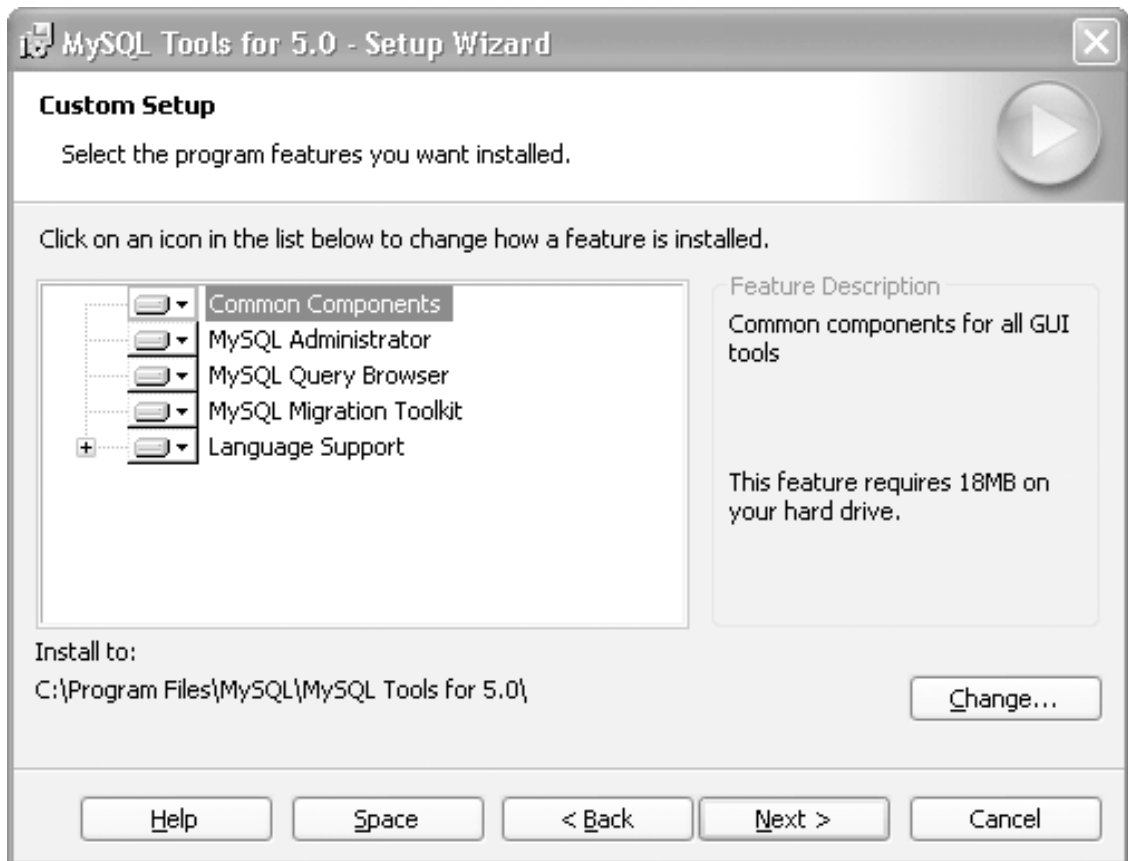 MySQL Tools for 5.0 - Setup Wizard
Custom Setup
Select the program features you want installed.
Click on an icon in the list below to change how a feature is installed.
Common Components
MySQL Administrator
MySQL Query Browser
MySQL Migration Toolkit
Language Support
Feature Description
Common components for all GUI
tools
This feature requires 18MB on
your hard drive.
Install to:
C:\Program Files\MySQL\MySQL Tools for 5.0\
Change...
Help
Space
< Back
Next >
Cancel